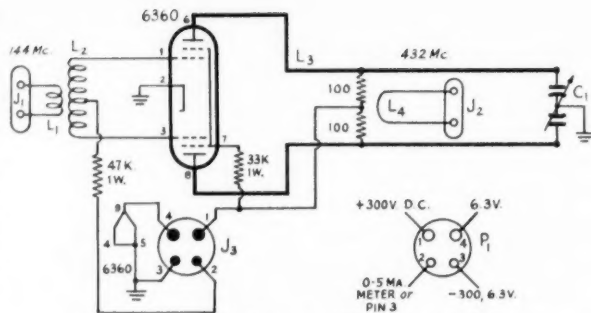 6360
144 Mc.
L2
L3
432 Mc.
6
1
2
3
7
8
J1
L1
100
100
L4
J2
C1
47K
1W.
33K
1W.
9
4
5
6360
4
1
3
2
J3
+300V. D.C.
6.3V.
1
4
2
3
P1
0-5 MA
METER or
PIN 3
-300, 6.3V.